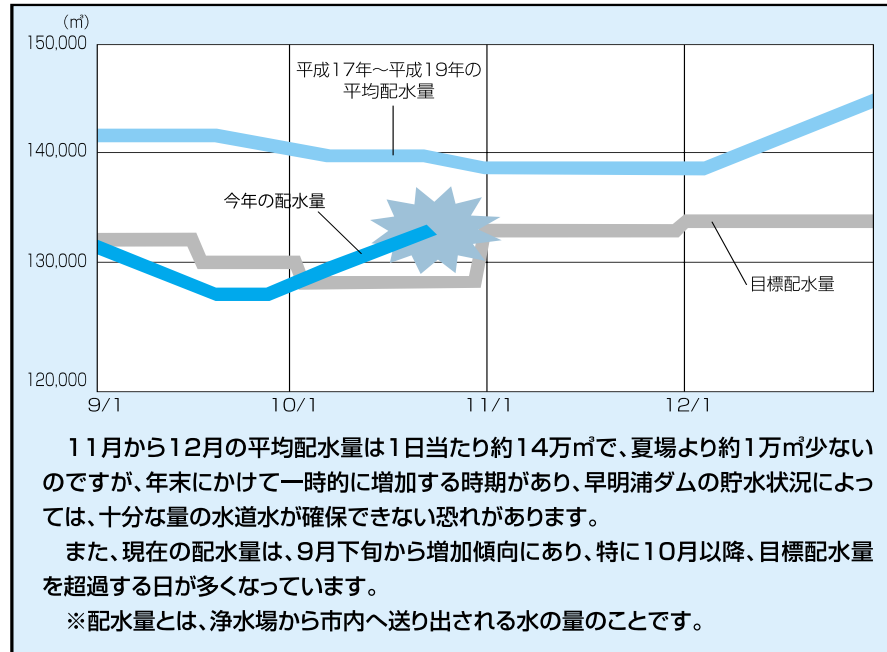 (㎥)
150,000
平成17年～平成19年の
平均配水量
140,000
今年の配水量
130,000
目標配水量
120,000
9/1
10/1
11/1
12/1
11月から12月の平均配水量は1日当たり約14万㎥で、夏場より約1万㎥少ない
のですが、年末にかけて一時的に増加する時期があり、早明浦ダムの貯水状況によっ
ては、十分な量の水道水が確保できない恐れがあります。
また、現在の配水量は、9月下旬から増加傾向にあり、特に10月以降、目標配水量
を超過する日が多くなっています。
※配水量とは、浄水場から市内へ送り出される水の量のことです。